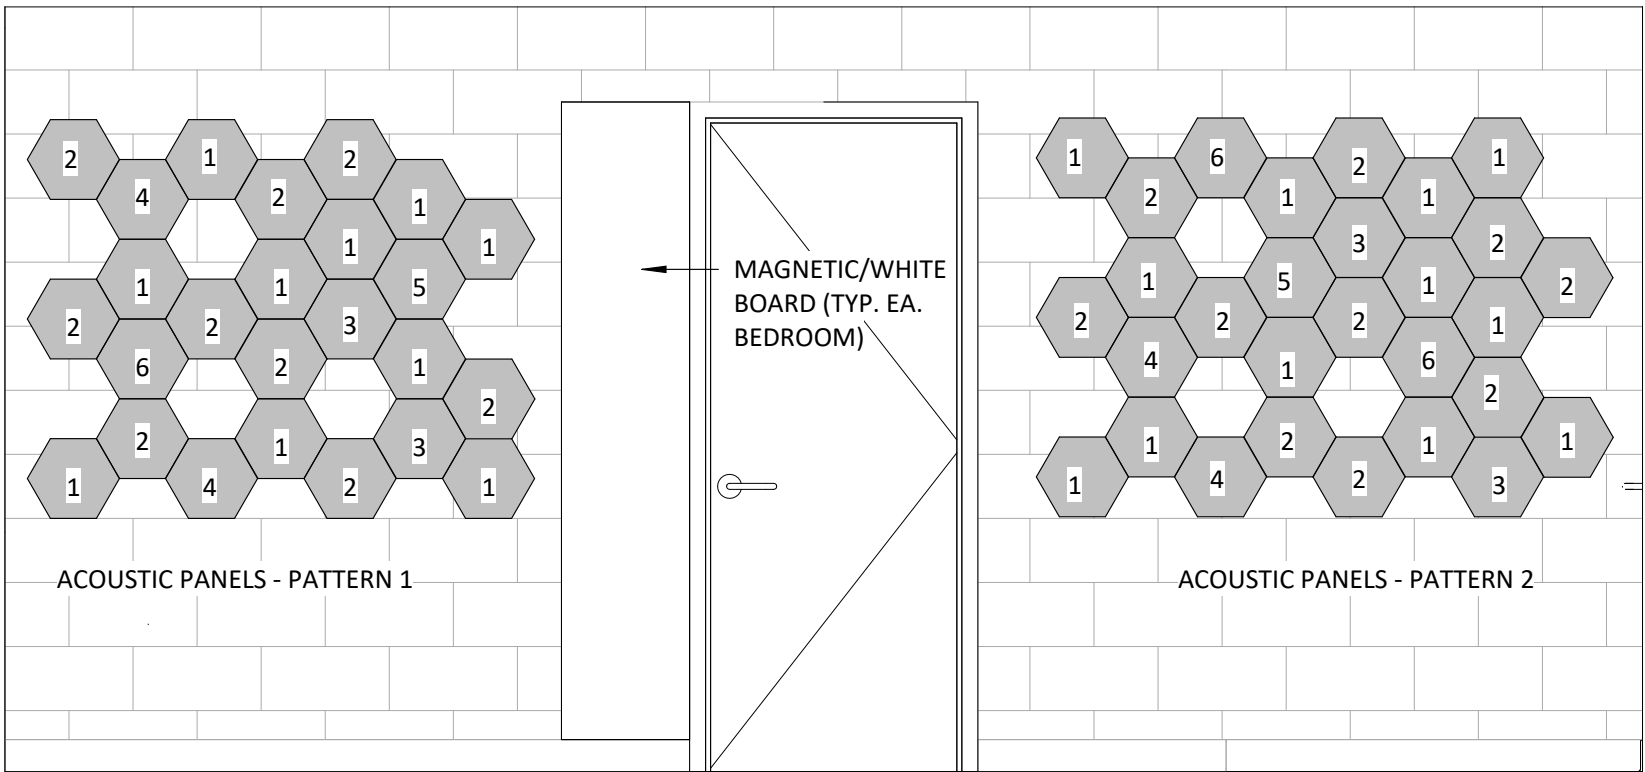 2 1 2
4 2 1
1 1
1 1 5
2 2 3
6 2 1
2
2 1 3
1 4 2 1
ACOUSTIC PANELS - PATTERN 1
MAGNETIC/WHITE
BOARD (TYP. EA.
BEDROOM)
1 6 2 1
2 1 1
3 2
1 5 1 2
2 2 2 1
4 1 6
2
1 2 1 1
1 4 2 3
ACOUSTIC PANELS - PATTERN 2